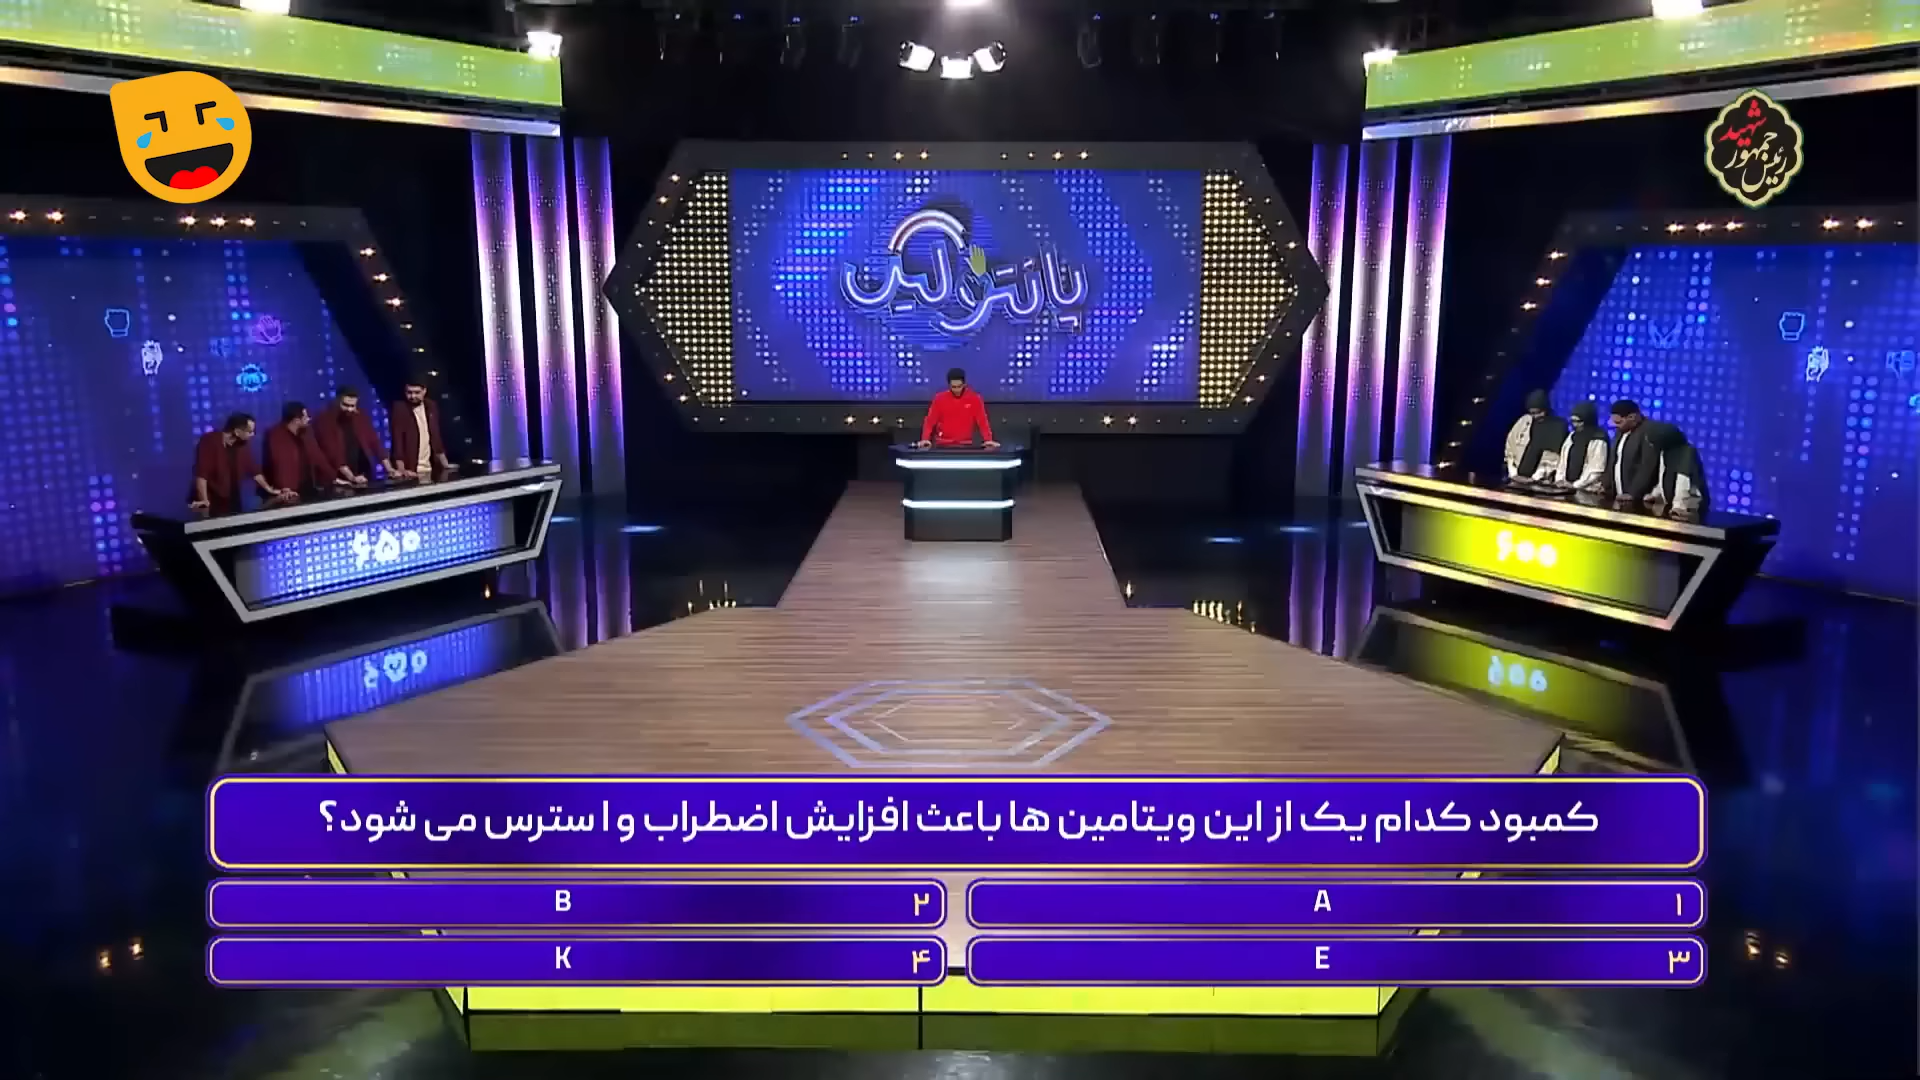 شهید
رئیس جمهور
پانتولین
۶۵۰
۶۰۰
کمبود کدام یک از این ویتامین ها باعث افزایش اضطراب و ا سترس می شود؟
۱ A
۲ B
۳ E
۴ K